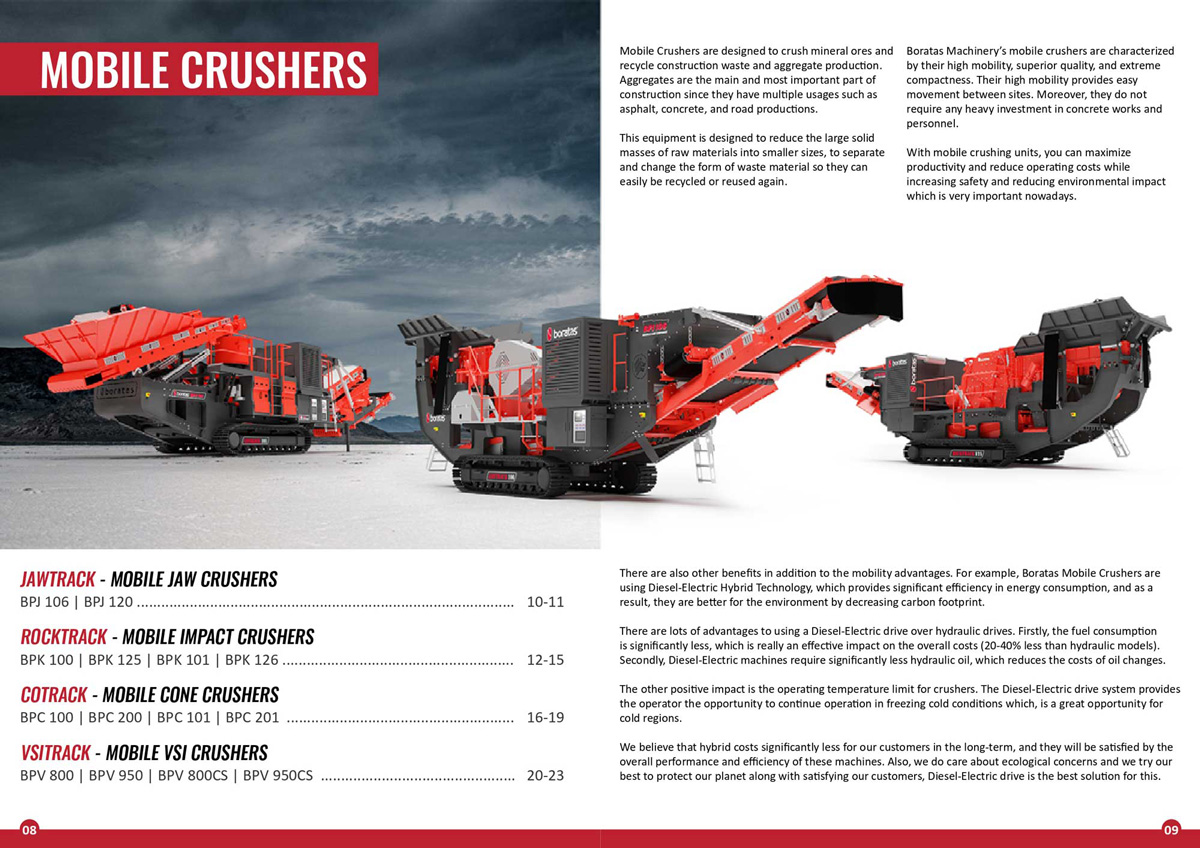 MOBILE CRUSHERS
Mobile Crushers are designed to crush mineral ores and
recycle construction waste and aggregate production.
Aggregates are the main and most important part of
construction since they have multiple usages such as
asphalt, concrete, and road productions.
This equipment is designed to reduce the large solid
masses of raw materials into smaller sizes, to separate
and change the form of waste material so they can
easily be recycled or reused again.
Boratas Machinery’s mobile crushers are characterized
by their high mobility, superior quality, and extreme
compactness. Their high mobility provides easy
movement between sites. Moreover, they do not
require any heavy investment in concrete works and
personnel.
With mobile crushing units, you can maximize
productivity and reduce operating costs while
increasing safety and reducing environmental impact
which is very important nowadays.
boratas
boratas
boratas
boratas
JAWTRACK - MOBILE JAW CRUSHERS
BPJ 106 | BPJ 120 ............................................................................................. 10-11
ROCKTRACK - MOBILE IMPACT CRUSHERS
BPK 100 | BPK 125 | BPK 101 | BPK 126 ......................................................... 12-15
COTRACK - MOBILE CONE CRUSHERS
BPC 100 | BPC 200 | BPC 101 | BPC 201 ........................................................ 16-19
VSITRACK - MOBILE VSI CRUSHERS
BPV 800 | BPV 950 | BPV 800CS | BPV 950CS ................................................ 20-23
There are also other benefits in addition to the mobility advantages. For example, Boratas Mobile Crushers are
using Diesel-Electric Hybrid Technology, which provides significant efficiency in energy consumption, and as a
result, they are better for the environment by decreasing carbon footprint.
There are lots of advantages to using a Diesel-Electric drive over hydraulic drives. Firstly, the fuel consumption
is significantly less, which is really an effective impact on the overall costs (20-40% less than hydraulic models).
Secondly, Diesel-Electric machines require significantly less hydraulic oil, which reduces the costs of oil changes.
The other positive impact is the operating temperature limit for crushers. The Diesel-Electric drive system provides
the operator the opportunity to continue operation in freezing cold conditions which, is a great opportunity for
cold regions.
We believe that hybrid costs significantly less for our customers in the long-term, and they will be satisfied by the
overall performance and efficiency of these machines. Also, we do care about ecological concerns and we try our
best to protect our planet along with satisfying our customers, Diesel-Electric drive is the best solution for this.
08
09